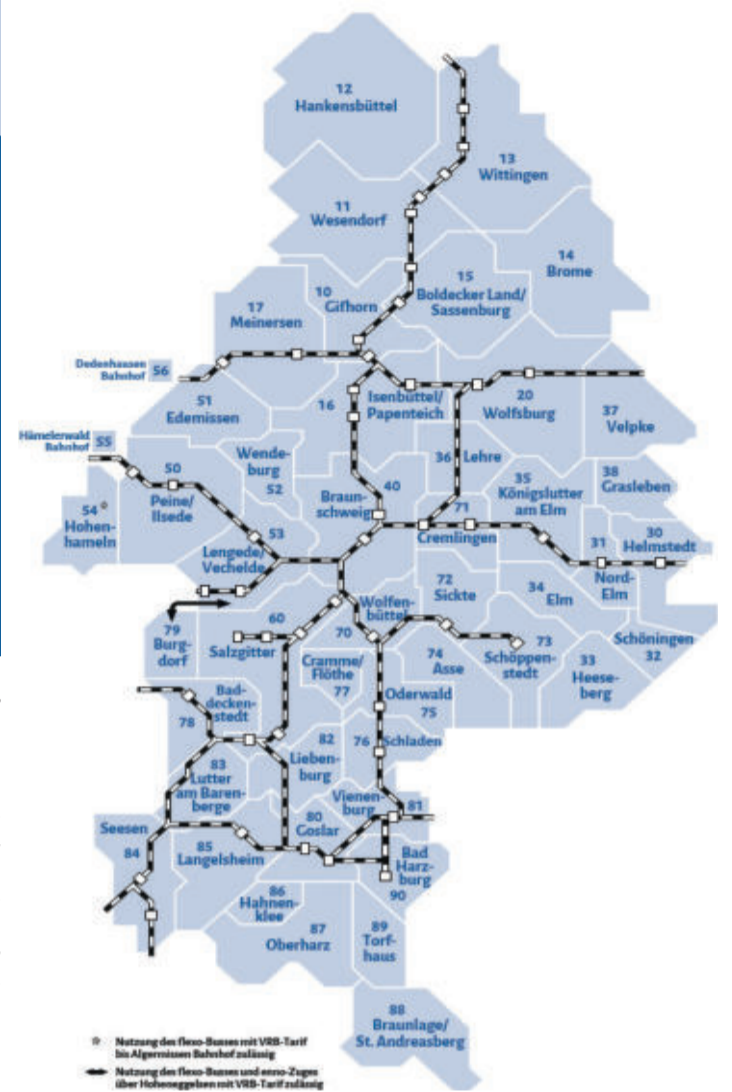 12
Hankensbüttel
13
Wittingen
11
Wesendorf
14
Brome
15
Boldecker Land/
Sassenburg
10
Gifhorn
17
Meinersen
Dedenhausen
Bahnhof
56
51
Edemissen
16
Isenbüttel/
Papenteich
20
Wolfsburg
37
Velpke
Hämelerwald
Bahnhof
55
50
Peine/
Ilsede
Wende-
burg
52
36
Lehre
35
Königslutter
am Elm
38
Grasleben
54
Hohen-
hameln
Braun-
schweig
40
71
Cremlingen
53
Lengede/
Vechelde
31
Nord-
Elm
30
Helmstedt
72
Sickte
34
Elm
79
Burg-
dorf
60
Salzgitter
Wolfen-
büttel
70
Cramme/
Flöthe
77
74
Asse
73
Schöppen-
stedt
33
Heese-
berg
Schöningen
32
Oderwald
75
Bad-
decken-
stedt
78
82
Lieben-
burg
76
Schladen
83
Lutter
am Baren-
berge
Vienen-
burg
81
80
Goslar
Seesen
84
85
Langelsheim
Bad
Harz-
burg
90
86
Hahnen-
klee
87
Oberharz
89
Torf-
haus
88
Braunlage/
St. Andreasberg
Nutzung des flexo-Busses mit VRB-Tarif
bis Algermissen Bahnhof zulässig
Nutzung des flexo-Busses und enno-Zuges
über Hoheneggelsen mit VRB-Tarif zulässig